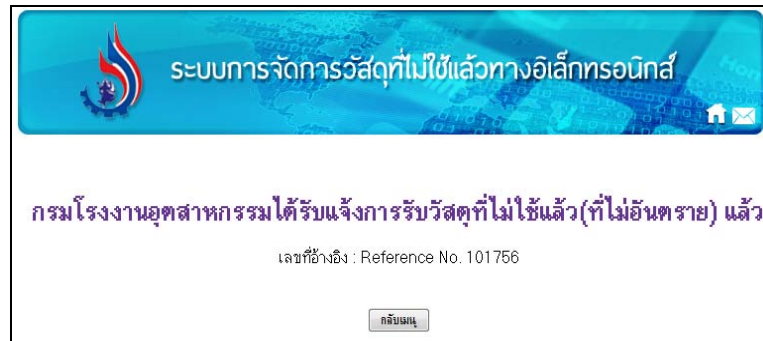 ระบบการจัดการวัสดุที่ไม่ใช้แล้วทางอิเล็กทรอนิกส์
กรมโรงงานอุตสาหกรรมได้รับแจ้งการรับวัสดุที่ไม่ใช้แล้ว(ที่ไม่อันตราย) แล้ว
เลขที่อ้างอิง : Reference No. 101756
กลับเมนู